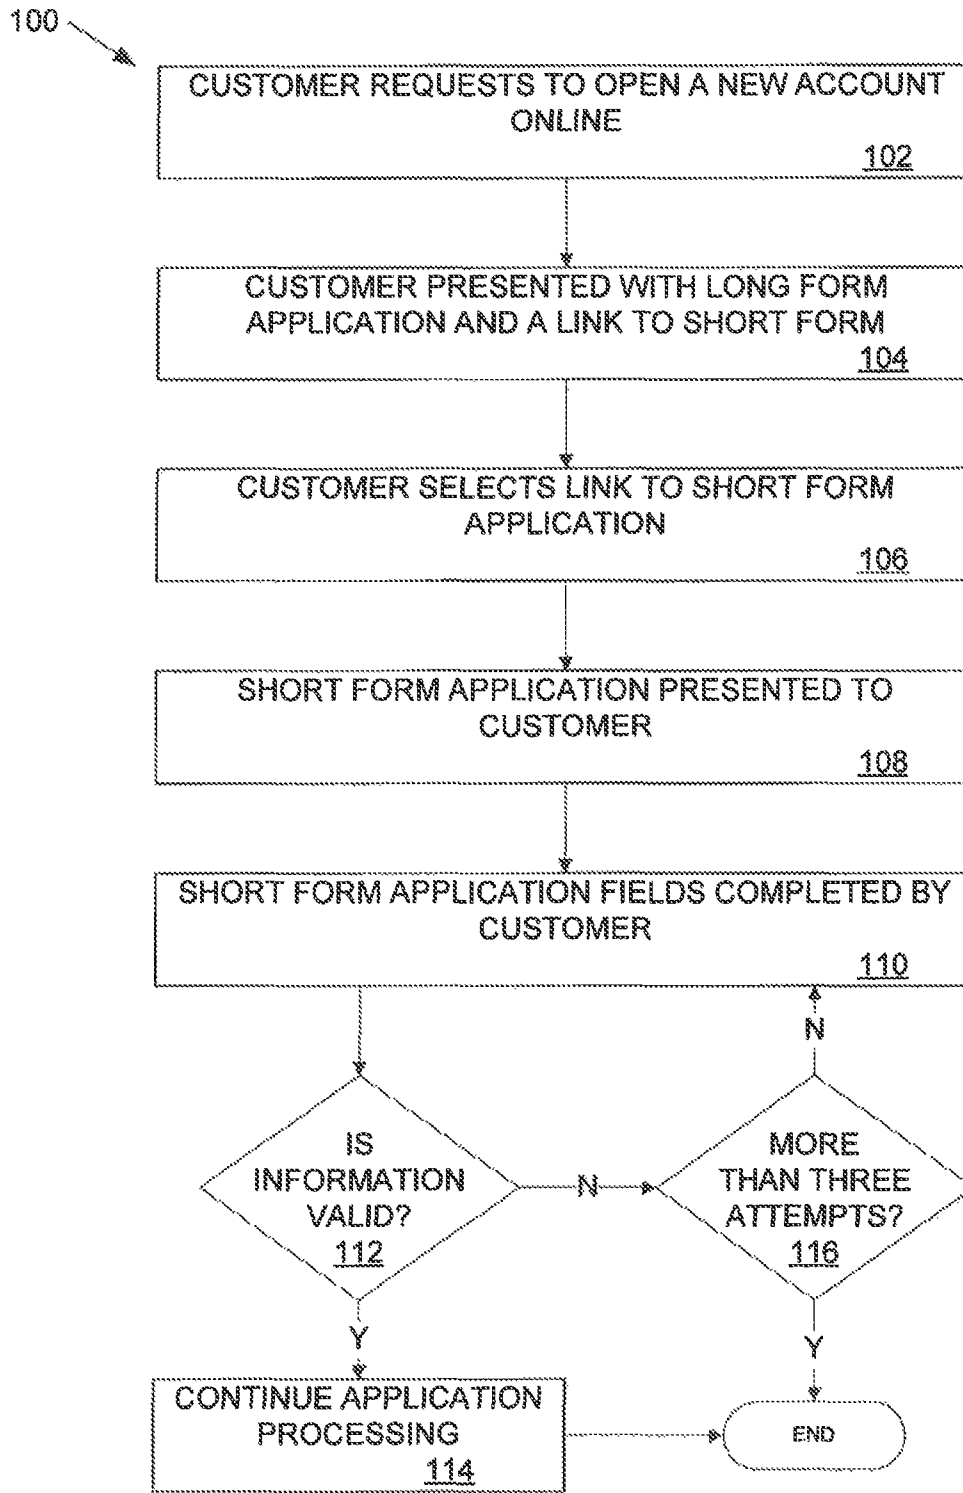 100
CUSTOMER REQUESTS TO OPEN A NEW ACCOUNT
ONLINE
102
CUSTOMER PRESENTED WITH LONG FORM
APPLICATION AND A LINK TO SHORT FORM
104
CUSTOMER SELECTS LINK TO SHORT FORM
APPLICATION
106
SHORT FORM APPLICATION PRESENTED TO
CUSTOMER
108
SHORT FORM APPLICATION FIELDS COMPLETED BY
CUSTOMER
110
IS
INFORMATION
VALID?
112
N
MORE
THAN THREE
ATTEMPTS?
116
N
Y
Y
CONTINUE APPLICATION
PROCESSING
114
END